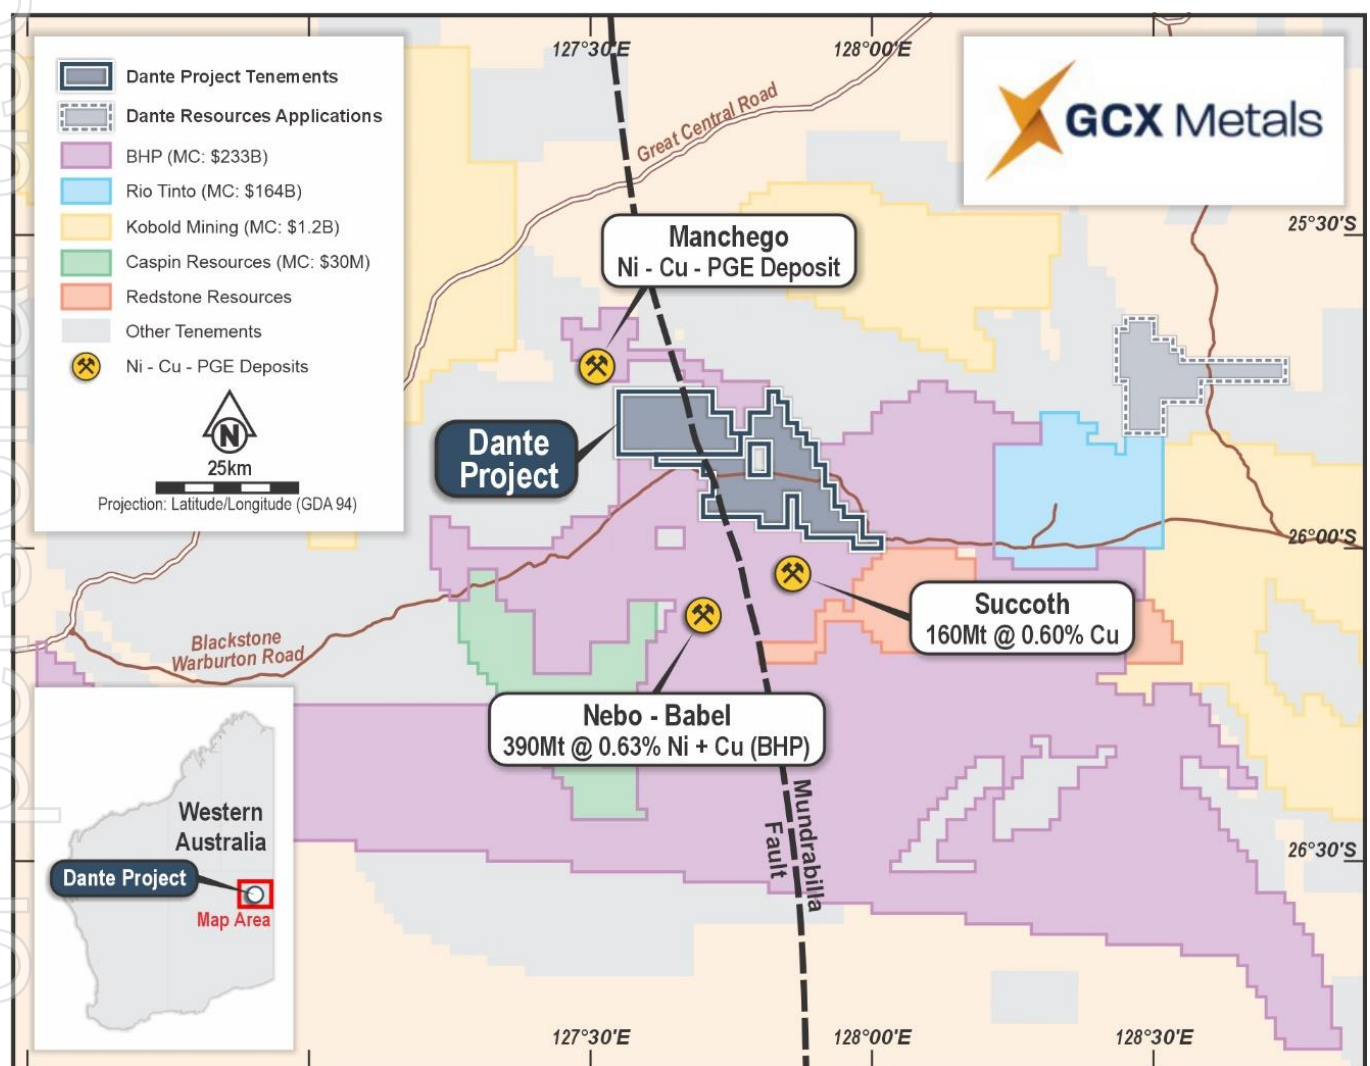 127°30'E
128°00'E
Dante Project Tenements
Dante Resources Applications
BHP (MC: $233B)
Rio Tinto (MC: $164B)
Kobold Mining (MC: $1.2B)
Caspin Resources (MC: $30M)
Redstone Resources
Other Tenements
Ni - Cu - PGE Deposits
N
25km
Projection: Latitude/Longitude (GDA 94)
GCX Metals
Great Central Road
25°30'S
Manchego
Ni - Cu - PGE Deposit
Dante
Project
26°00'S
Succoth
160Mt @ 0.60% Cu
Blackstone
Warburton Road
Nebo - Babel
390Mt @ 0.63% Ni + Cu (BHP)
Mundrabilla
Fault
26°30'S
Western
Australia
Dante Project
Map Area
127°30'E
128°00'E
128°30'E